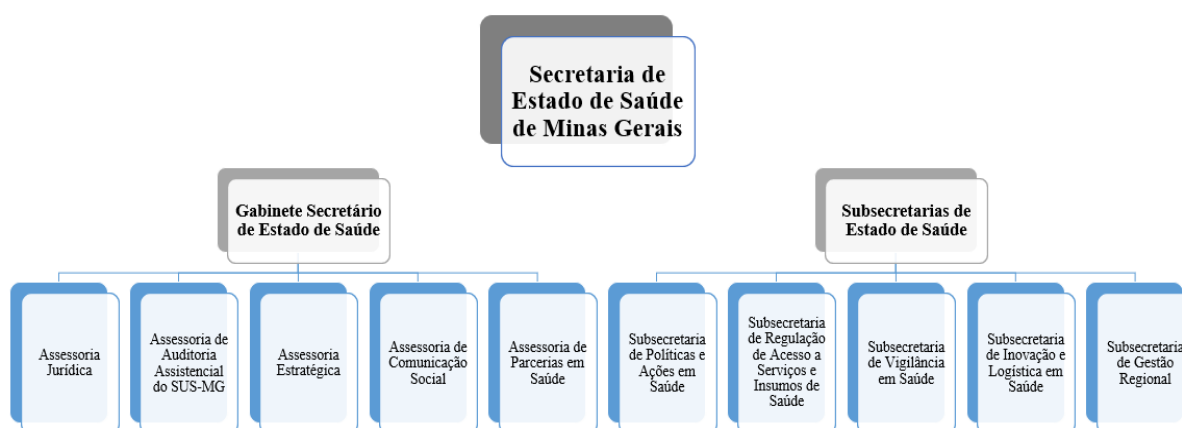 Secretaria de
Estado de Saúde
de Minas Gerais
Gabinete Secretário
de Estado de Saúde
Subsecretarias de
Estado de Saúde
Assessoria
Jurídica
Assessoria de
Auditoria
Assistencial
do SUS-MG
Assessoria
Estratégica
Assessoria de
Comunicação
Social
Assessoria de
Parcerias em
Saúde
Subsecretaria
de Políticas e
Ações em
Saúde
Subsecretaria
de Regulação
de Acesso a
Serviços e
Insumos de
Saúde
Subsecretaria
de Vigilância
em Saúde
Subsecretaria
de Inovação e
Logística em
Saúde
Subsecretaria
de Gestão
Regional